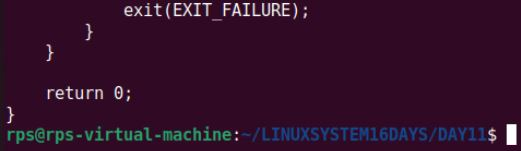 exit(EXIT_FAILURE);
}
}
return 0;
}
rps@rps-virtual-machine:~/LINUXSYSTEM16DAYS/DAY11$